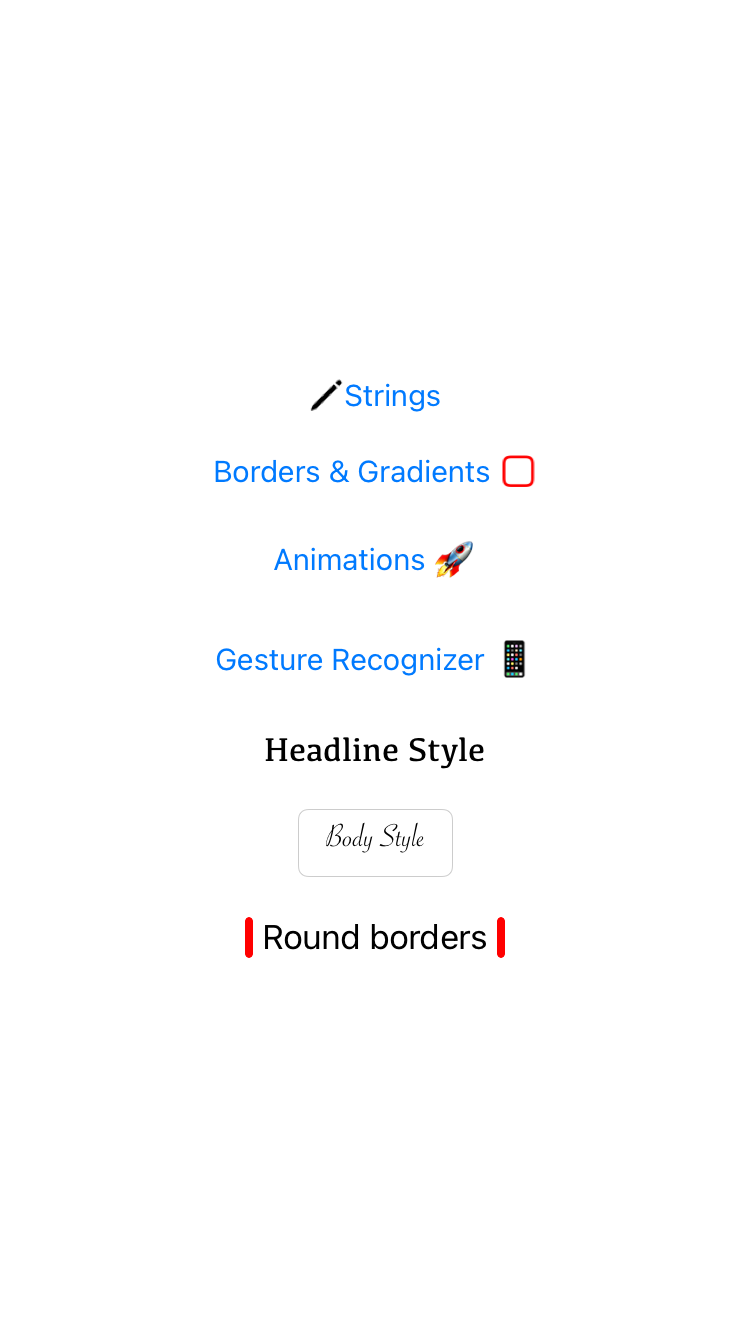 Strings
Borders & Gradients
Animations 🚀
Gesture Recognizer 📱
Headline Style
Body Style
Round borders